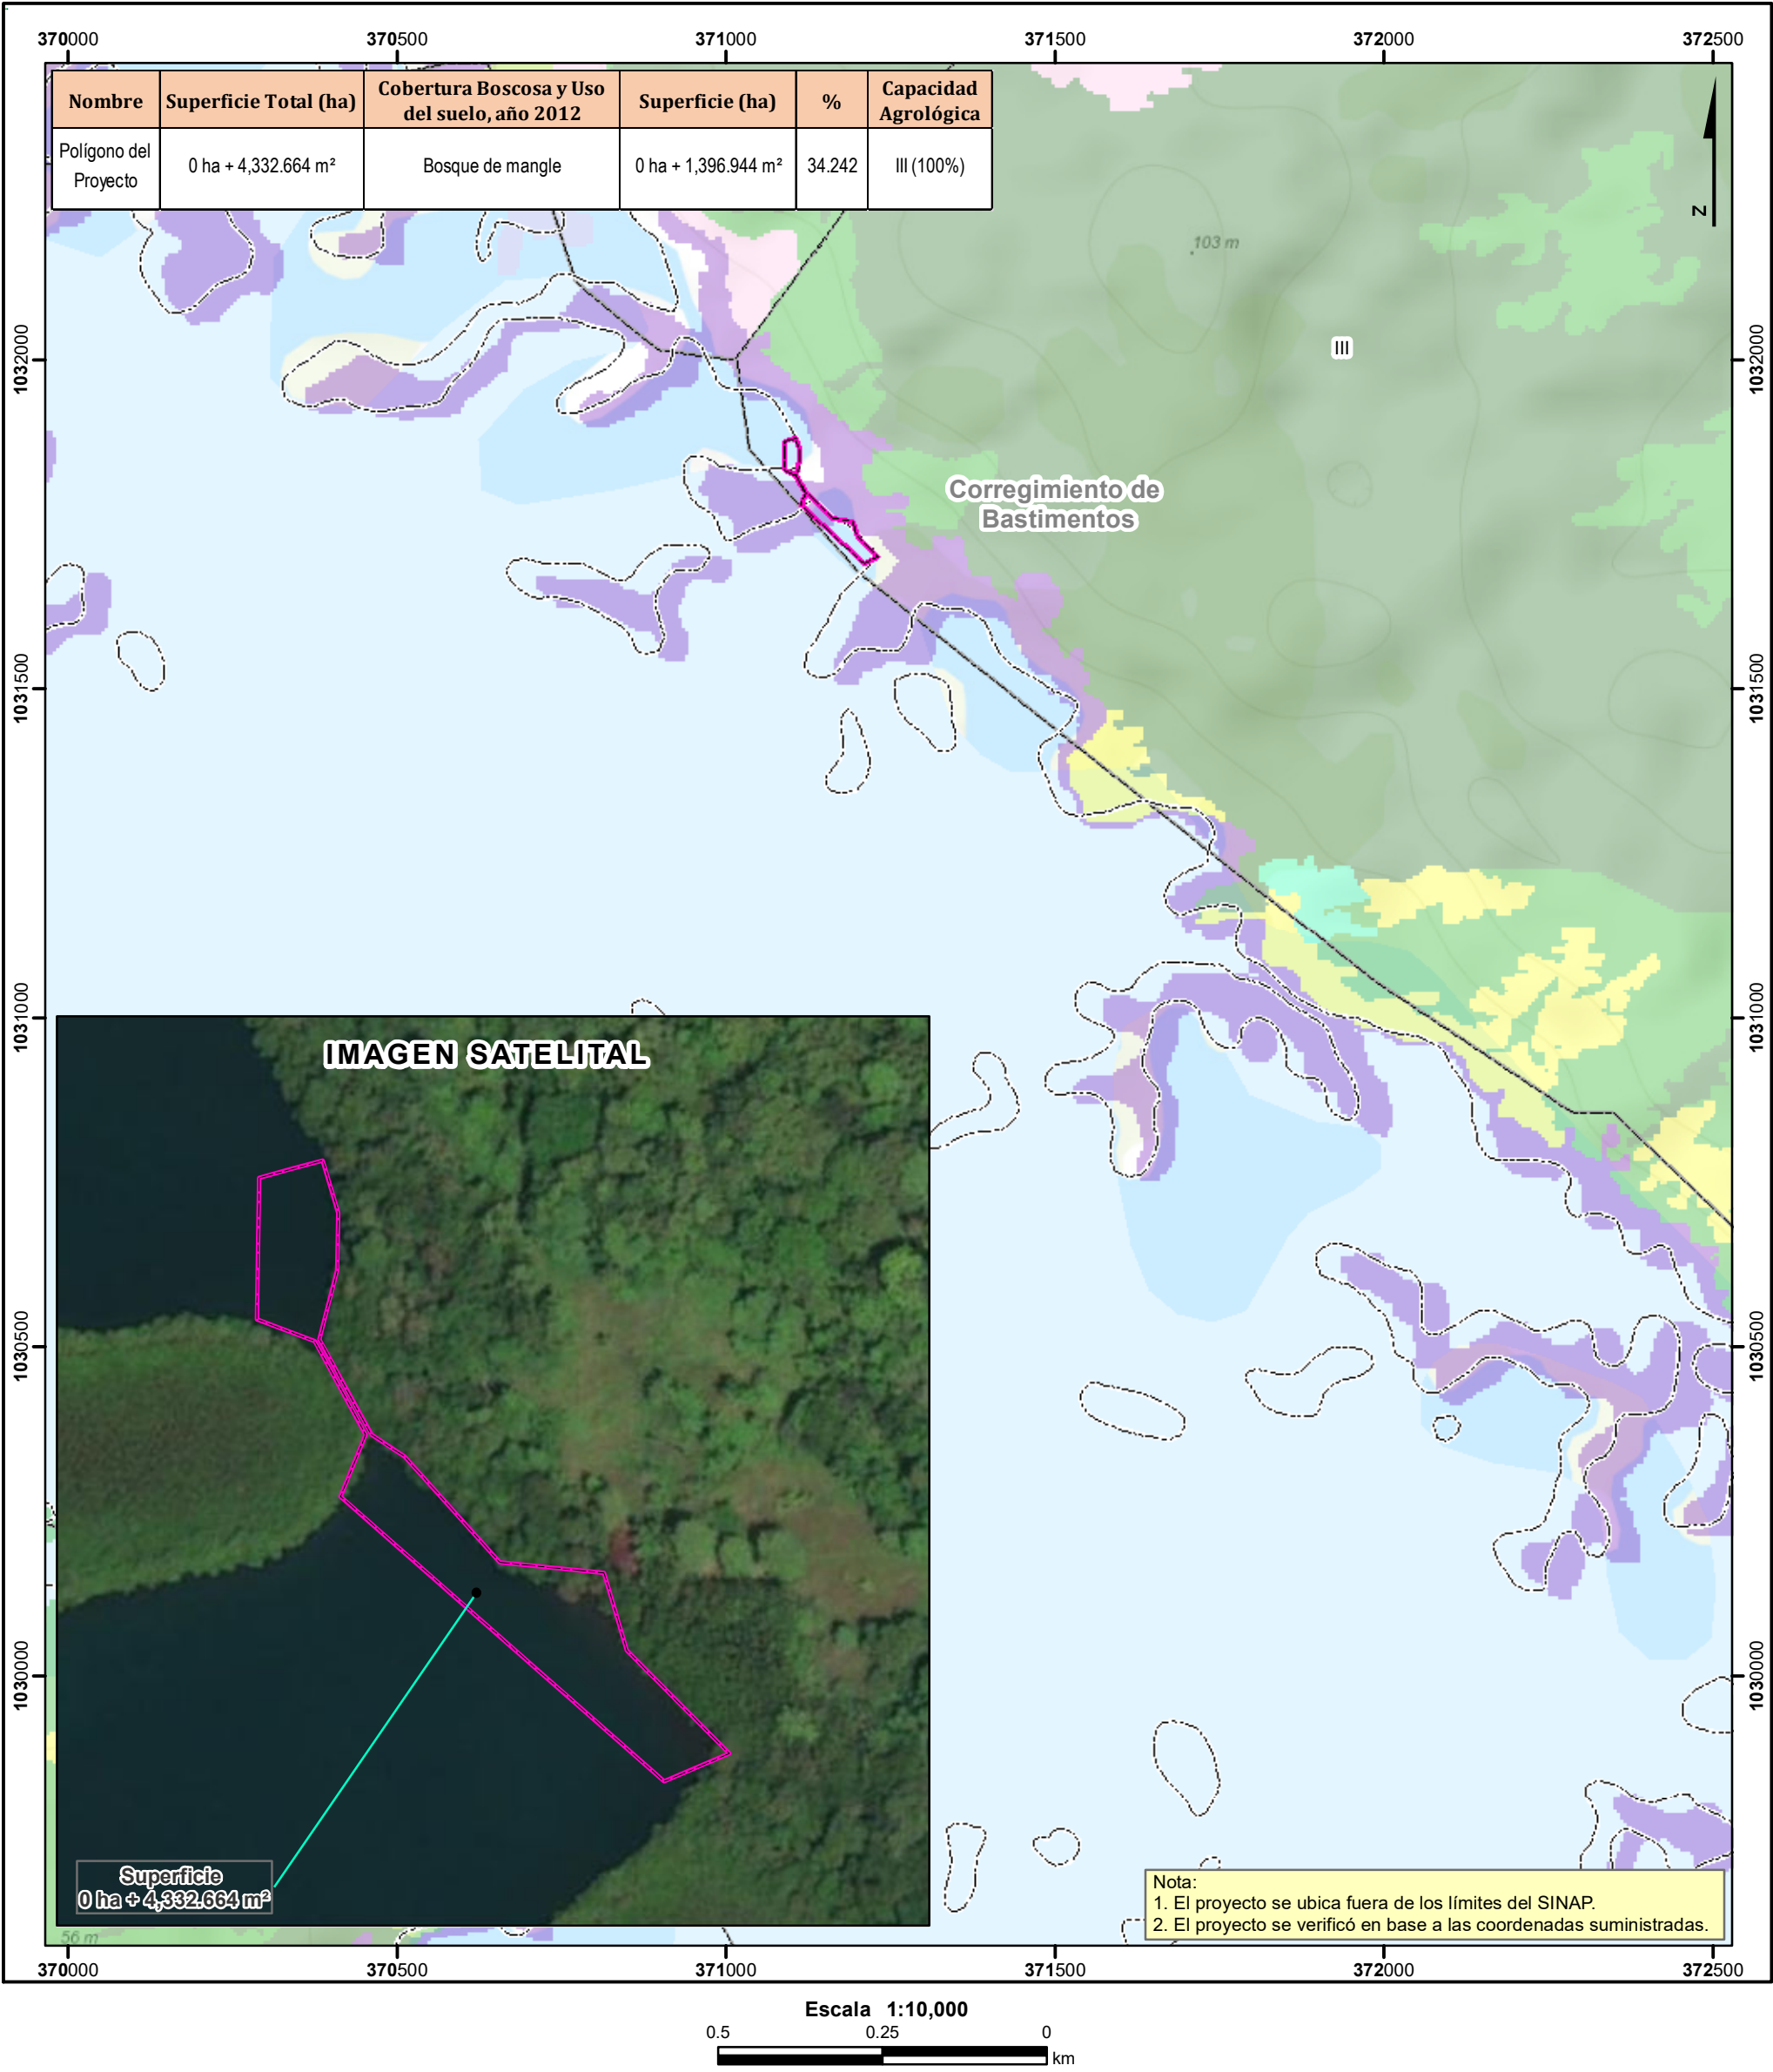 370000 370500 371000 371500 372000 372500
Nombre Superficie Total (ha) Cobertura Boscosa y Uso del suelo, año 2012 Superficie (ha) % Capacidad Agrológica
Polígono del Proyecto 0 ha + 4,332.664 m² Bosque de mangle 0 ha + 1,396.944 m² 34.242 III (100%)
N
103 m
1032000 1032000
III
Corregimiento de
Bastimentos
1031500 1031500
1031000 1031000
IMAGEN SATELITAL
1030500 1030500
1030000 1030000
Superficie
0 ha + 4,332.664 m²
Nota:
1. El proyecto se ubica fuera de los límites del SINAP.
2. El proyecto se verificó en base a las coordenadas suministradas.
56 m
370000 370500 371000 371500 372000 372500
Escala 1:10,000
0.5 0.25 0
km